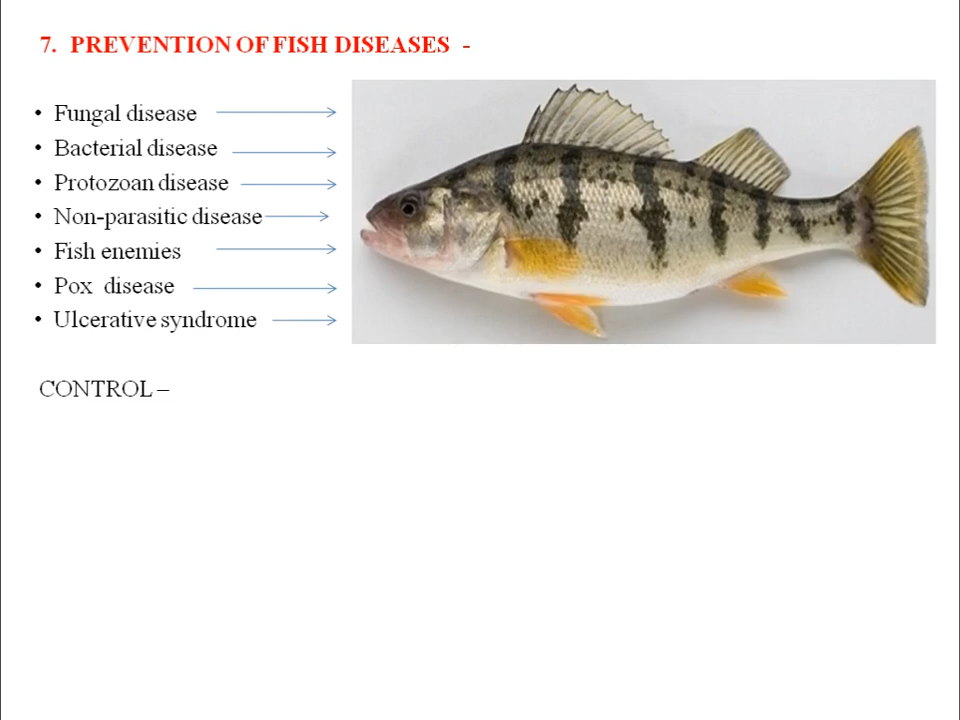 7. PREVENTION OF FISH DISEASES -
• Fungal disease
• Bacterial disease
• Protozoan disease
• Non-parasitic disease
• Fish enemies
• Pox disease
• Ulcerative syndrome
CONTROL –